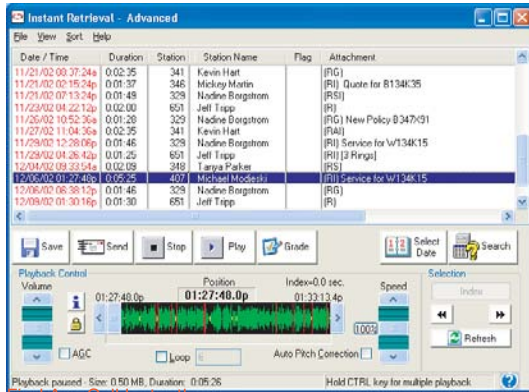 Instant Retrieval - Advanced
File View Sort Help
Date / Time Duration Station Station Name Flag Attachment
11/21/02 00:37:24a 0:02:35 341 Kevin Hart (RG)
11/21/02 02:15:24p 0:01:37 346 Mickey Martin (RI) Quote for B134K35
11/21/02 07:13:24p 0:01:49 329 Nadine Borgstrom (RSI)
11/23/02 04:22:12p 0:02:00 651 Jeff Tripp (R)
11/26/02 10:52:36a 0:01:28 329 Nadine Borgstrom (RG) New Policy B347X91
11/27/02 11:04:36a 0:02:35 341 Kevin Hart (RAI)
11/29/02 12:28:06p 0:01:46 329 Nadine Borgstrom (RI) Service for W134K15
11/29/02 04:26:42p 0:01:25 651 Jeff Tripp (RI) [3 Rings]
12/04/02 09:33:54a 0:02:09 348 Tanya Parker (RS)
12/06/02 01:27:48p 0:05:25 407 Michael Modleski (RI) Service for W134K15
12/06/02 06:38:12p 0:01:46 329 Nadine Borgstrom (RG)
12/09/02 01:30:16p 0:01:30 651 Jeff Tripp (R)
Save Send Stop Play Grade Select Date Search
Playback Control Selection
Volume Position Index=0.0 sec. Speed Index
01:27:48.0p 01:27:48.0p 01:33:13.4p
100%
AGC Loop 6 Auto Pitch Correction Refresh
Playback paused - Size: 0.50 MB, Duration: 0:05:26 Hold CTRL key for multiple playback